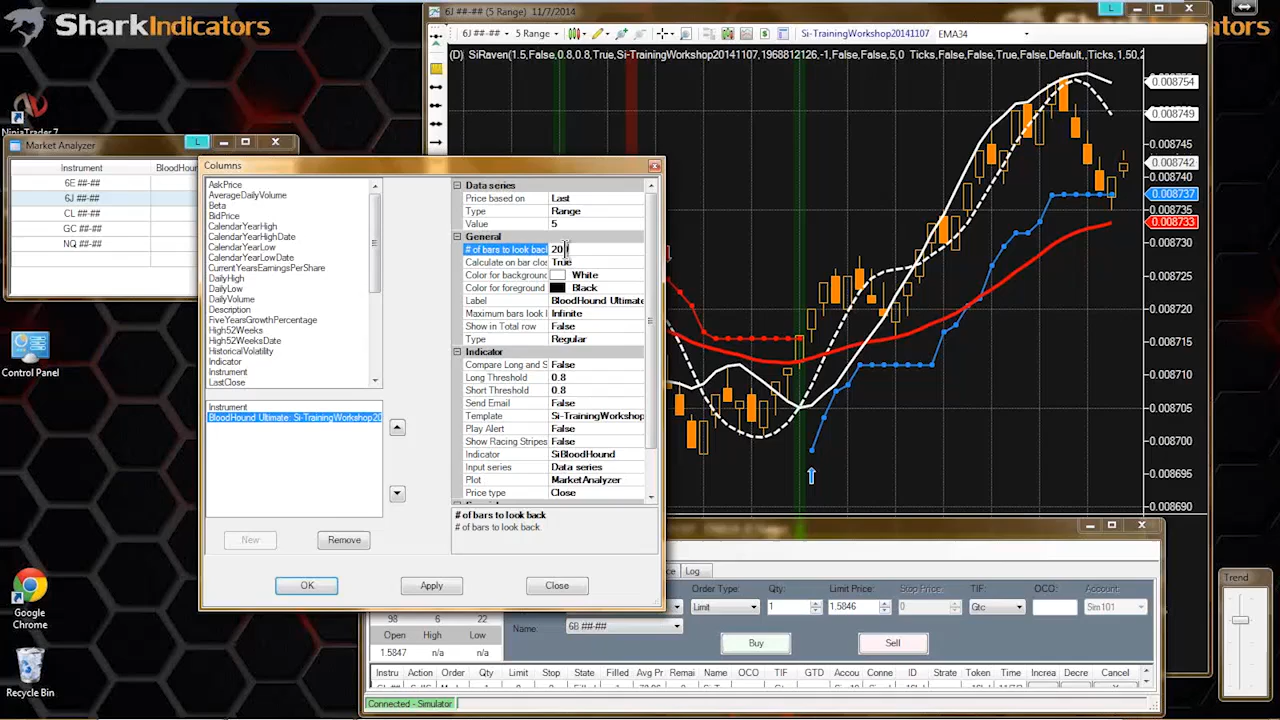 SharkIndicators
NinjaTrader 7
Control Panel
Google
Chrome
Recycle Bin
Market Analyzer
L
Instrument
BloodHour
6E ##-##
6J ##-##
CL ##-##
GC ##-##
NQ ##-##
Columns
AskPrice
AverageDailyVolume
Beta
BidPrice
CalendarYearHigh
CalendarYearHighDate
CalendarYearLow
CalendarYearLowDate
CurrentYearsEarningsPerShare
DailyHigh
DailyLow
DailyVolume
Description
FiveYearsGrowthPercentage
High52Weeks
High52WeeksDate
HistoricalVolatility
Indicator
Instrument
LastClose
Instrument
BloodHound Ultimate: Si-TrainingWorkshop20
New
Remove
OK
Apply
Close
Data series
Price based on Last
Type Range
Value 5
General
# of bars to look back 20
Calculate on bar clos True
Color for background White
Color for foreground Black
Label BloodHound Ultimate
Maximum bars look l Infinite
Show in Total row False
Type Regular
Indicator
Compare Long and S False
Long Threshold 0.8
Short Threshold 0.8
Send Email False
Template Si-TrainingWorkshop
Play Alert False
Show Racing Stripes False
Indicator SiBloodHound
Input series Data series
Plot MarketAnalyzer
Price type Close
# of bars to look back
# of bars to look back.
6J ##-## (5 Range) 11/7/2014
L
6J ##-##
5 Range
Si-TrainingWorkshop20141107
EMA34
(D) SiRaven(1.5,False,0.8,0.8,True,Si-TrainingWorkshop20141107,1968812126,-1,False,False,5,0 Ticks,False,False,True,False,Default,,Ticks,1,50,2
0.008754
0.008749
0.008742
0.008737
0.008735
0.008733
0.008730
0.008725
0.008720
0.008715
0.008710
0.008705
0.008700
0.008695
0.008690
Log
Order Type:
Qty:
Limit Price:
Stop Price:
TIF:
OCO:
Account:
Limit
1
1.5846
0
Gtc
Sim101
98 6 22
Open High Low
1.5847 n/a n/a
Name:
6B ##-##
Buy
Sell
Instru Action Order Limit Stop State Filled Avg Pr Remai Name OCO TIF GTD Accou Conne ID Strate Token Time Increa Decre Cance
Connected - Simulator
Trend